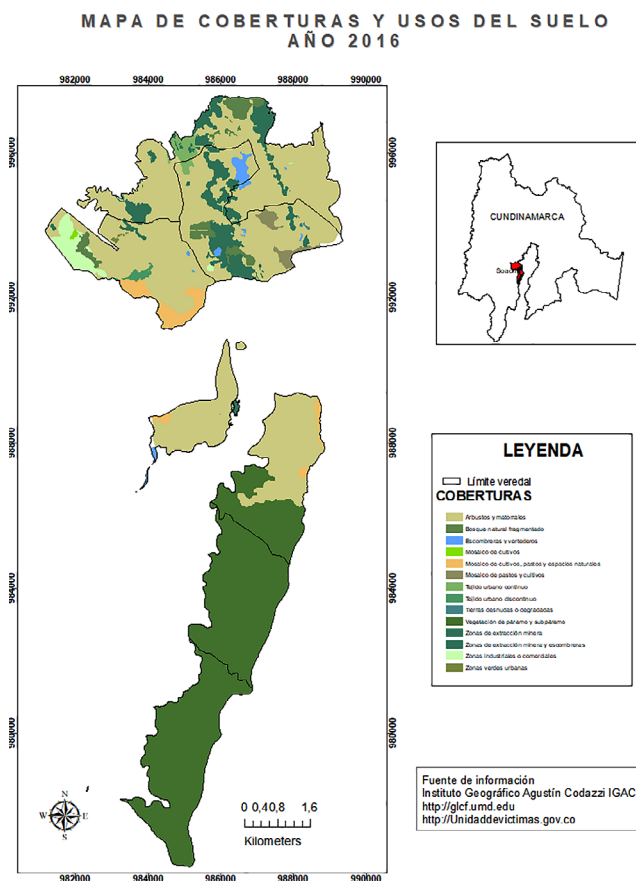 MAPA DE COBERTURAS Y USOS DEL SUELO
AÑO 2016
982000 984000 986000 988000 990000
996000 996000
CUNDINAMARCA
992000 992000
988000 988000
LEYENDA
Límite veredal
COBERTURAS
Arbustos y matorrales
Bosque natural fragmentado
Escombreras y vertederos
Mosaico de cultivos
Mosaico de cultivos, pastos y espacios naturales
Mosaico de pastos y cultivos
Tejido urbano continuo
Tejido urbano discontinuo
Tierras desnudas o degradadas
Vegetación de páramo y subpáramo
Zonas de extracción minera
Zonas de extracción minera y escombreras
Zonas industriales o comerciales
Zonas verdes urbanas
984000 984000
980000 980000
N
W E
S
0 0,40,8 1,6
Kilometers
Fuente de información
Instituto Geográfico Agustín Codazzi IGAC
http://glcf.umd.edu
http://Unidaddevictimas.gov.co
982000 984000 986000 988000 990000